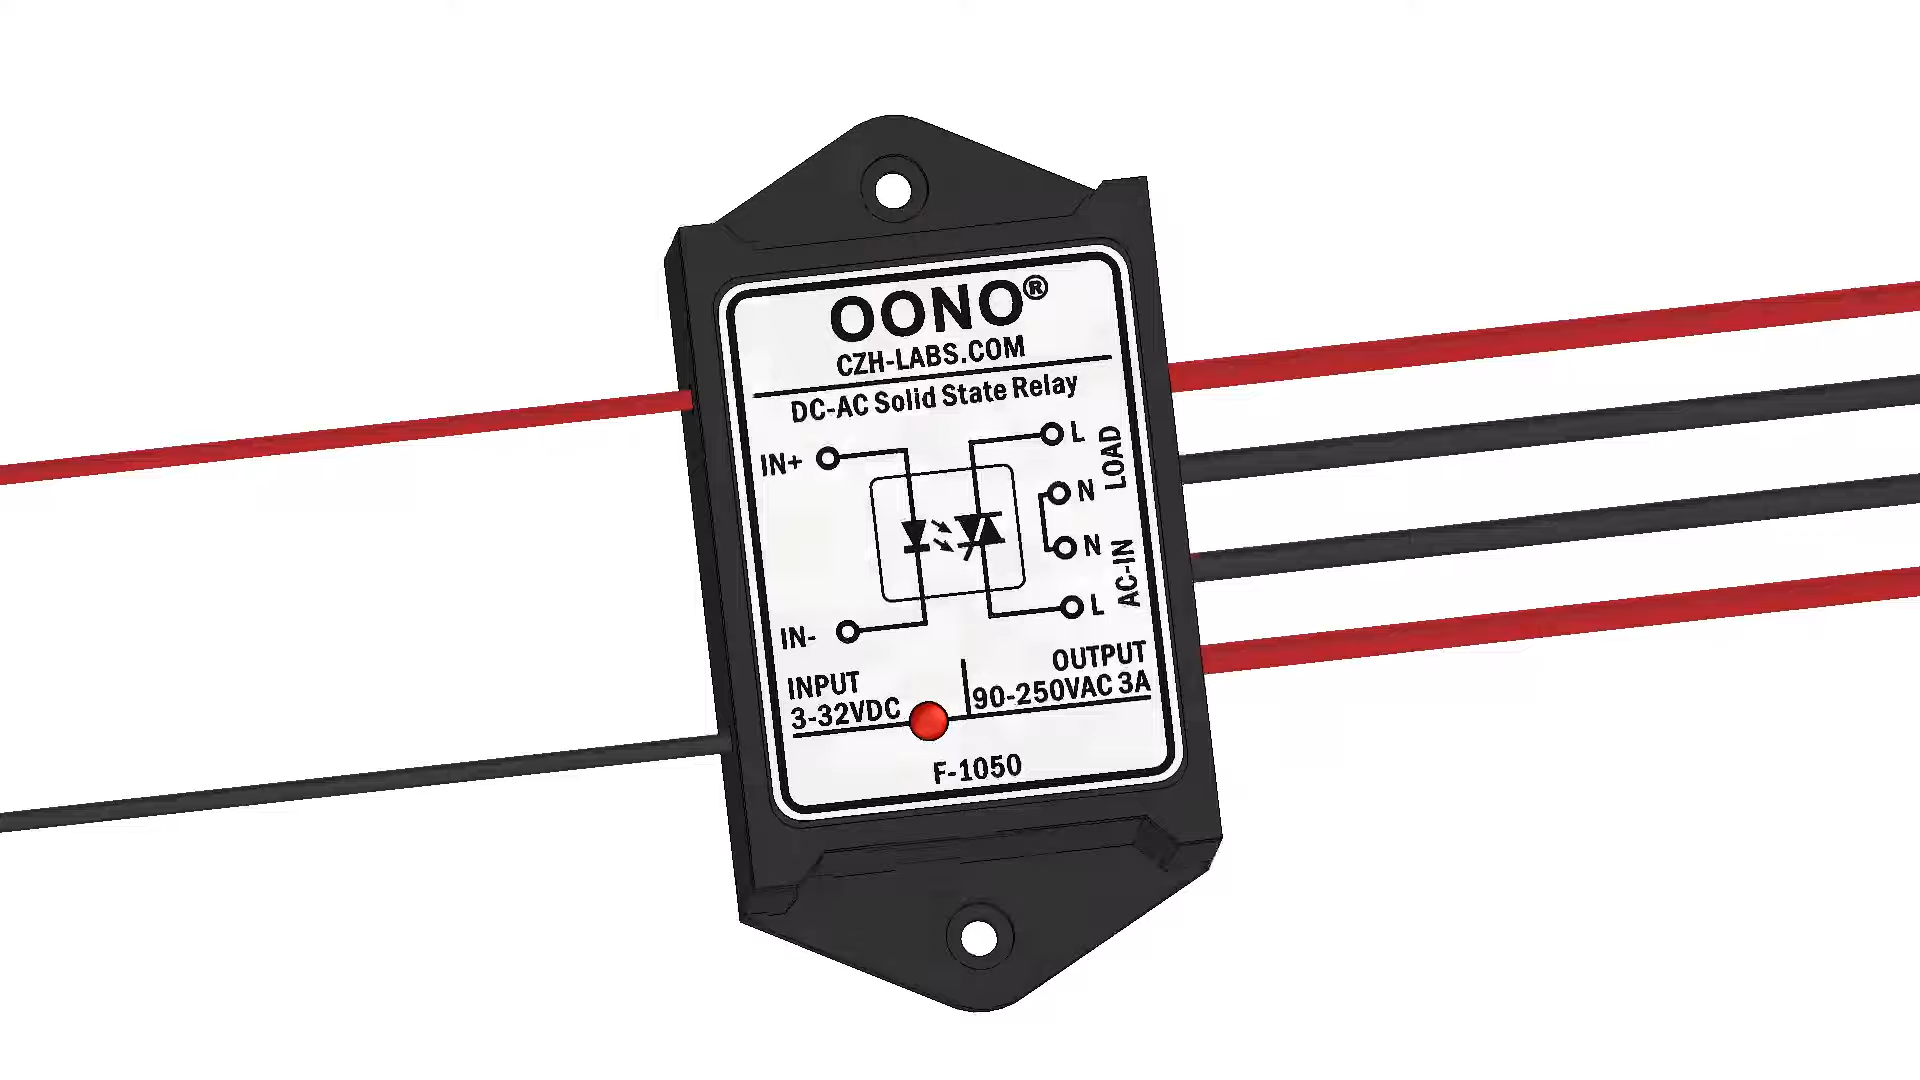 OONO®
CZH-LABS.COM
DC-AC Solid State Relay
IN+
L
N
LOAD
N
L
AC-IN
IN-
INPUT
3-32VDC
OUTPUT
90-250VAC 3A
F-1050